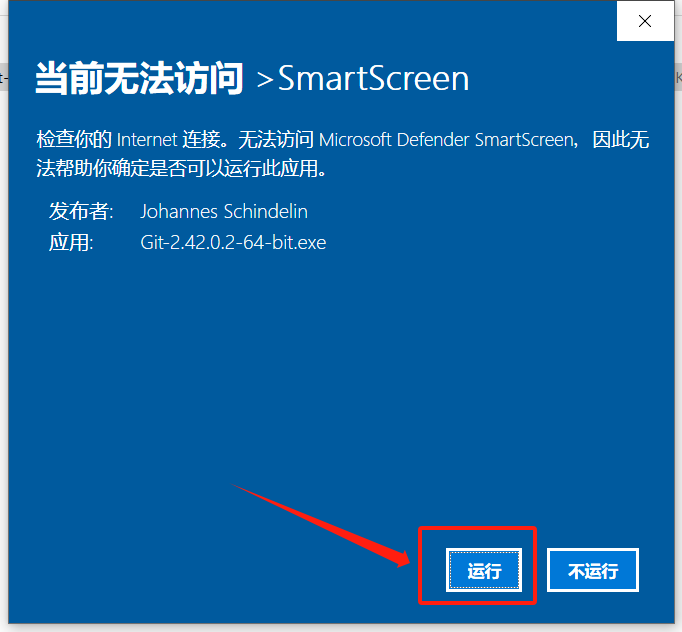 当前无法访问 >SmartScreen
检查你的 Internet 连接。无法访问 Microsoft Defender SmartScreen，因此无
法帮助你确定是否可以运行此应用。
发布者: Johannes Schindelin
应用: Git-2.42.0.2-64-bit.exe
运行 不运行